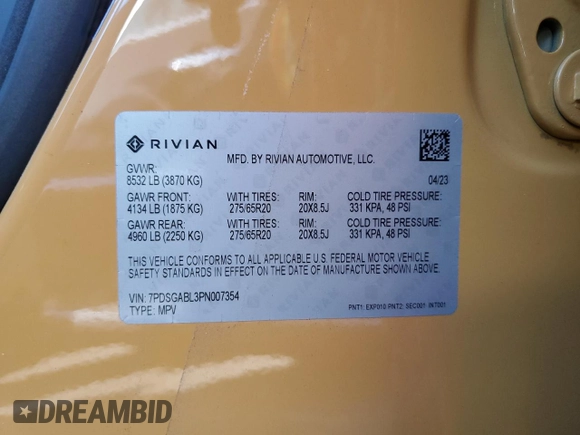 RIVIAN
MFG. BY RIVIAN AUTOMOTIVE, LLC.
GVWR:
8532 LB (3870 KG) 04/23
GAWR FRONT: WITH TIRES: RIM: COLD TIRE PRESSURE:
4134 LB (1875 KG) 275/65R20 20X8.5J 331 KPA, 48 PSI
GAWR REAR: WITH TIRES: RIM: COLD TIRE PRESSURE:
4960 LB (2250 KG) 275/65R20 20X8.5J 331 KPA, 48 PSI
THIS VEHICLE CONFORMS TO ALL APPLICABLE U.S. FEDERAL MOTOR VEHICLE
SAFETY STANDARDS IN EFFECT ON THE DATE OF MANUFACTURE SHOWN ABOVE.
VIN: 7PDSGABL3PN007354
TYPE: MPV PNT1: EXF010 PNT2: SEC001 INT001
DREAMBID